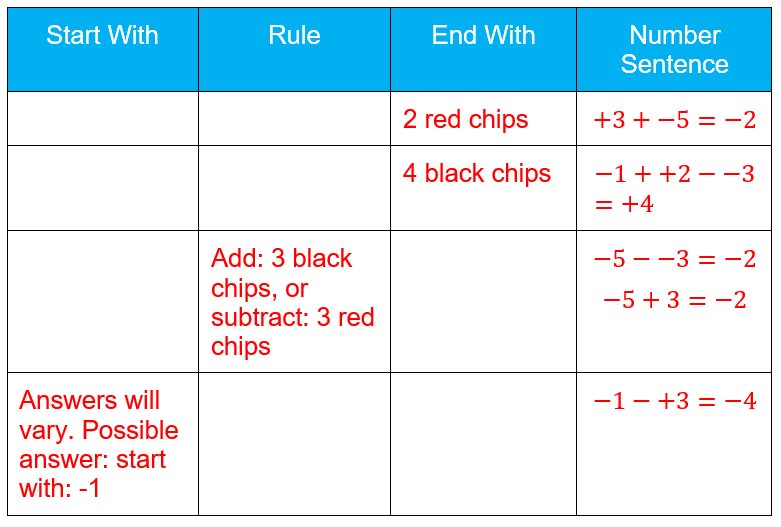 Start With
Rule
End With
Number
Sentence
2 red chips
+3 + −5 = −2
4 black chips
−1 + +2 − −3
= +4
Add: 3 black
chips, or
subtract: 3 red
chips
−5 − −3 = −2
−5 + 3 = −2
Answers will
vary. Possible
answer: start
with: -1
−1 − +3 = −4